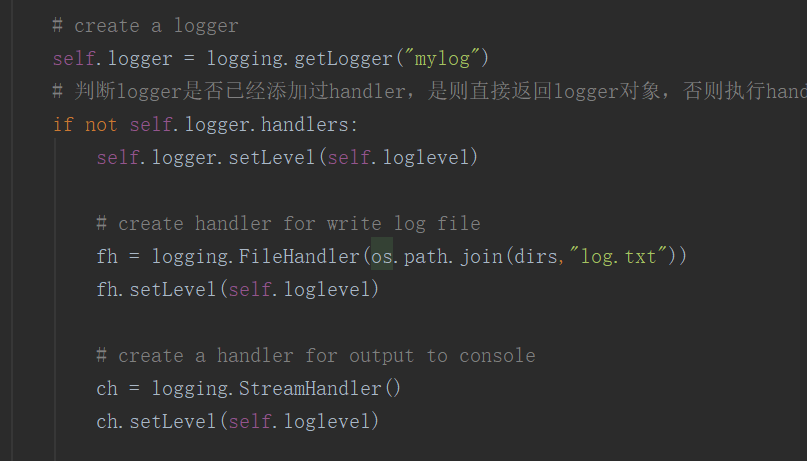 # create a logger
self.logger = logging.getLogger("mylog")
# 判断logger是否已经添加过handler，是则直接返回logger对象，否则执行hand
if not self.logger.handlers:
self.logger.setLevel(self.loglevel)
# create handler for write log file
fh = logging.FileHandler(os.path.join(dirs,"log.txt"))
fh.setLevel(self.loglevel)
# create a handler for output to console
ch = logging.StreamHandler()
ch.setLevel(self.loglevel)